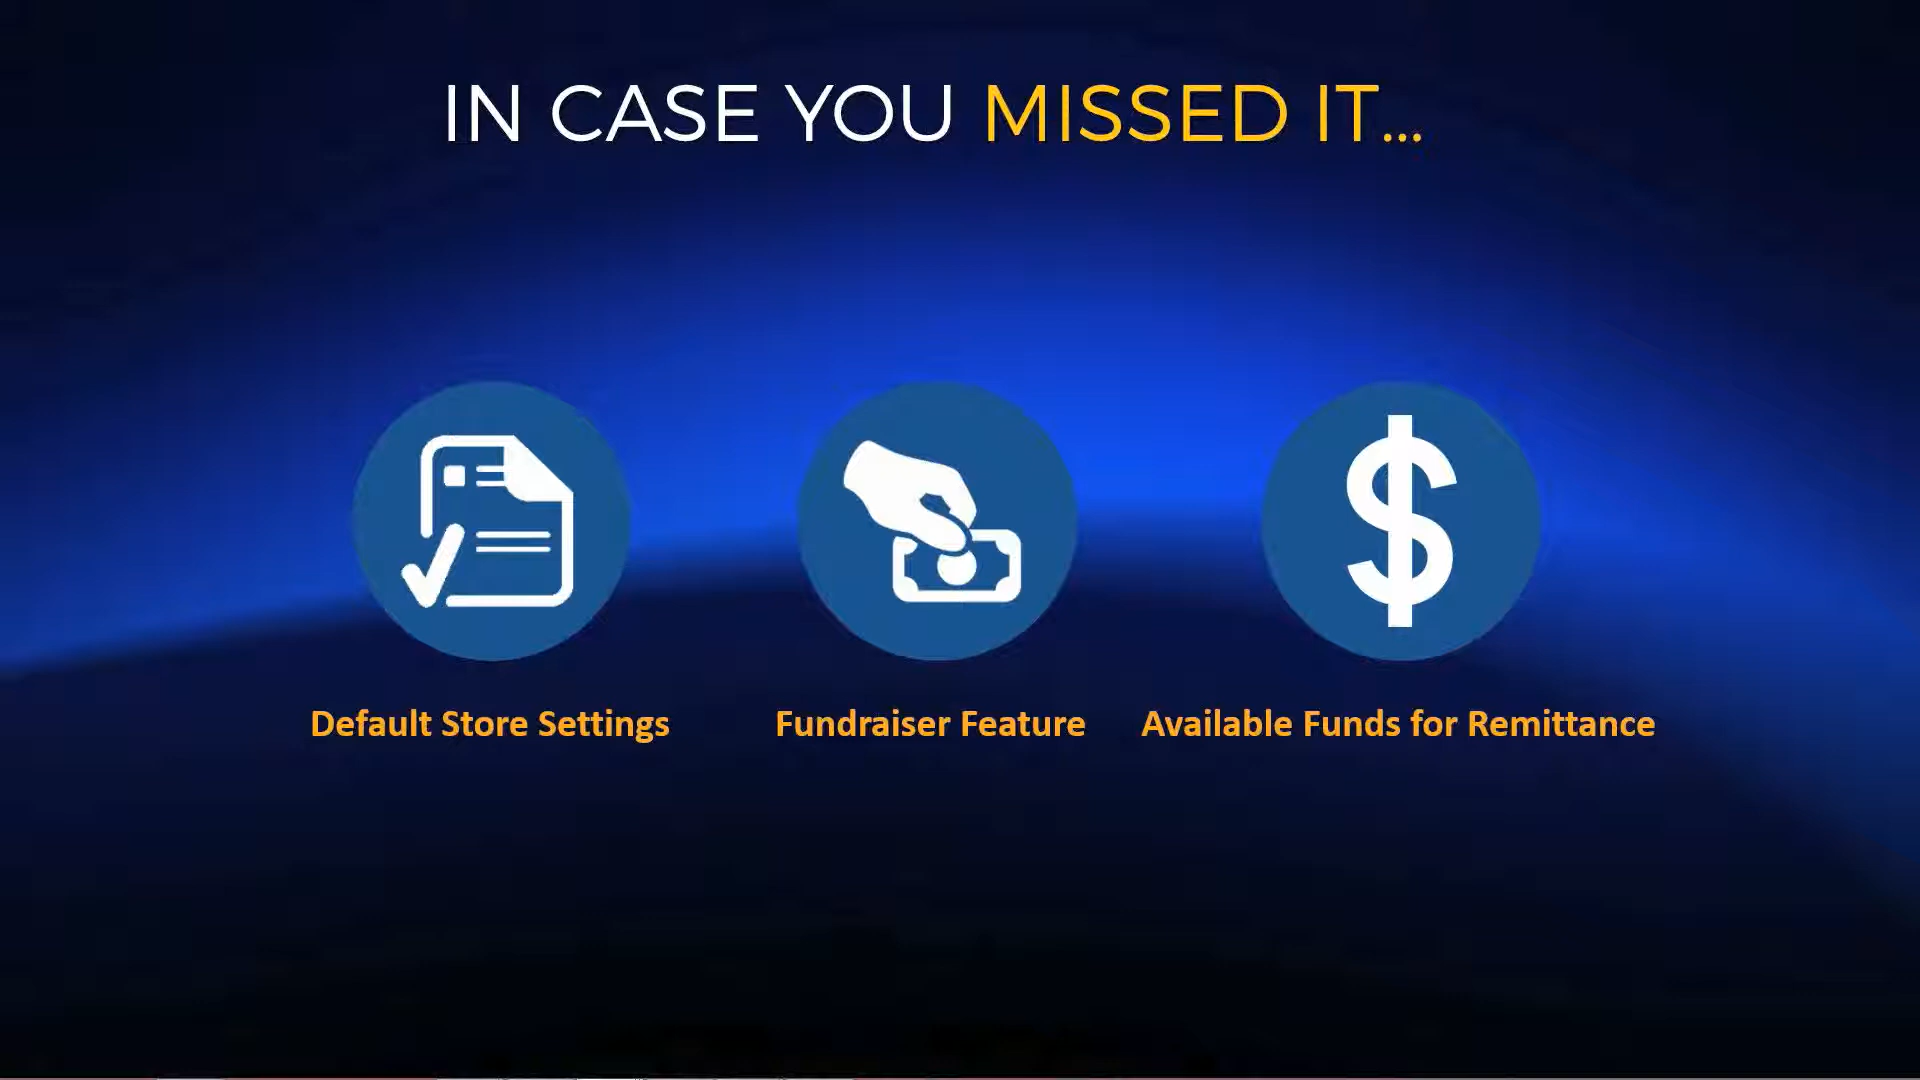 IN CASE YOU MISSED IT...
Default Store Settings
Fundraiser Feature
Available Funds for Remittance